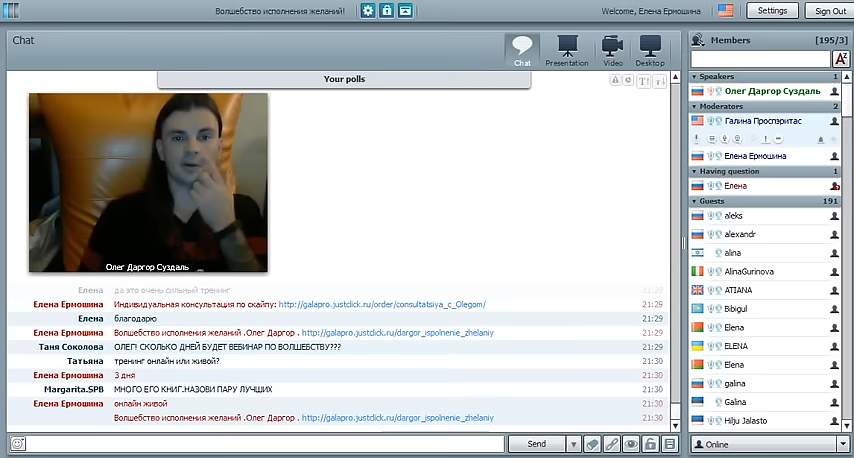 Волшебство исполнения желаний!
Welcome, Елена Ермошина
Settings
Sign Out
Chat
Chat
Presentation
Video
Desktop
Your polls
Олег Даргор Суздаль
Елена да это очень сильный тренинг 21:29
Елена Ермошина Индивидуальная консультация по скайпу: http://galapro.justclick.ru/order/consultatsiya_c_Olegom/ 21:29
Елена благодарю 21:29
Елена Ермошина Волшебство исполнения желаний .Олег Даргор . http://galapro.justclick.ru/dargor_ispolnenie_zhelaniy 21:29
Таня Соколова ОЛЕГ! СКОЛЬКО ДНЕЙ БУДЕТ ВЕБИНАР ПО ВОЛШЕБСТВУ??? 21:29
Татьяна тренинг онлайн или живой? 21:30
Елена Ермошина 3 дня 21:30
Margarita.SPB МНОГО ЕГО КНИГ.НАЗОВИ ПАРУ ЛУЧШИХ 21:30
Елена Ермошина онлайн живой 21:30
Волшебство исполнения желаний .Олег Даргор . http://galapro.justclick.ru/dargor_ispolnenie_zhelaniy 21:30
Send
Members [195/3]
Speakers 1
Олег Даргор Суздаль
Moderators 2
Галина Просперитас
Елена Ермошина
Having question 1
Елена
Guests 191
aleks
alexandr
alina
AlinaGurinova
ATIANA
Bibigul
Elena
ELENA
Elena
galina
Galina
Hilju Jalasto
Online